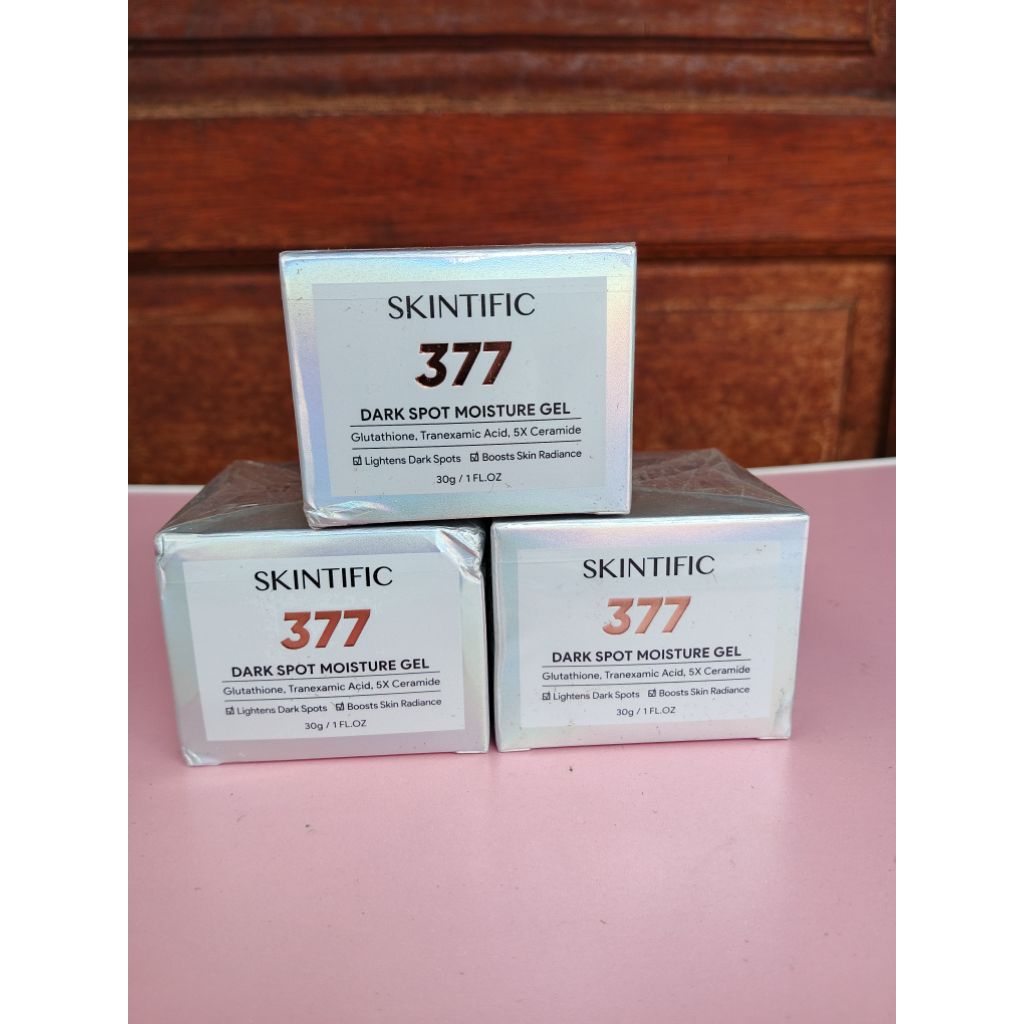 SKINTIFIC
377
DARK SPOT MOISTURE GEL
Glutathione, Tranexamic Acid, 5X Ceramide
☑ Lightens Dark Spots ☑ Boosts Skin Radiance
30g / 1 FL.OZ
SKINTIFIC
377
DARK SPOT MOISTURE GEL
Glutathione, Tranexamic Acid, 5X Ceramide
☑ Lightens Dark Spots ☑ Boosts Skin Radiance
30g / 1 FL.OZ
SKINTIFIC
377
DARK SPOT MOISTURE GEL
Glutathione, Tranexamic Acid, 5X Ceramide
☑ Lightens Dark Spots ☑ Boosts Skin Radiance
30g / 1 FL.OZ